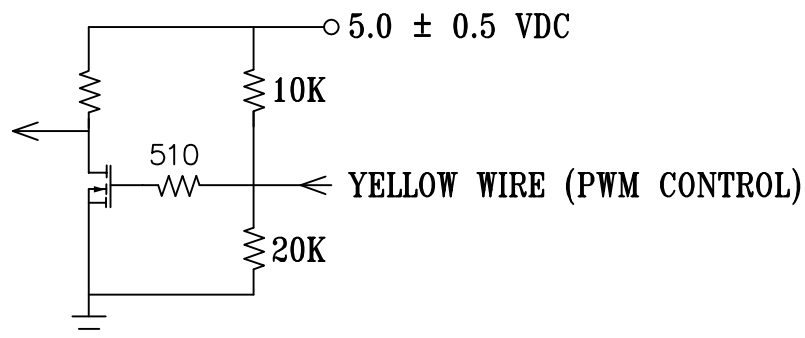 5.0 ± 0.5 VDC
10K
510
YELLOW WIRE (PWM CONTROL)
20K